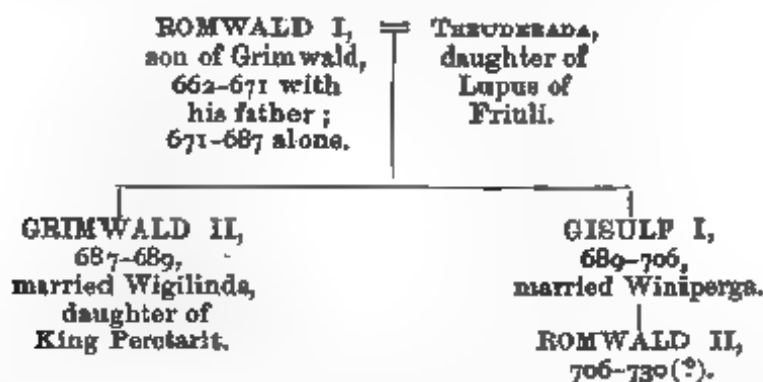 ROMWALD I, = THEUDERADA,
son of Grimwald, daughter of
662-671 with Lupus of
his father; Friuli.
671-687 alone.
GRIMWALD II, GISULF I,
687-689, 689-706,
married Wigilinda, married Winiperga.
daughter of
King Perctarit. ROMWALD II,
706-730(?).